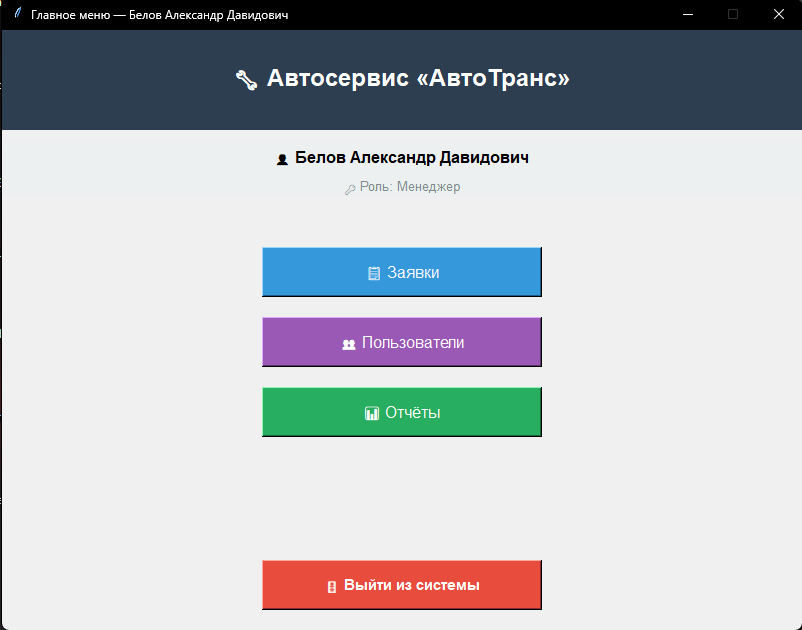 Главное меню — Белов Александр Давидович
Автосервис «АвтоТранс»
Белов Александр Давидович
Роль: Менеджер
Заявки
Пользователи
Отчёты
Выйти из системы